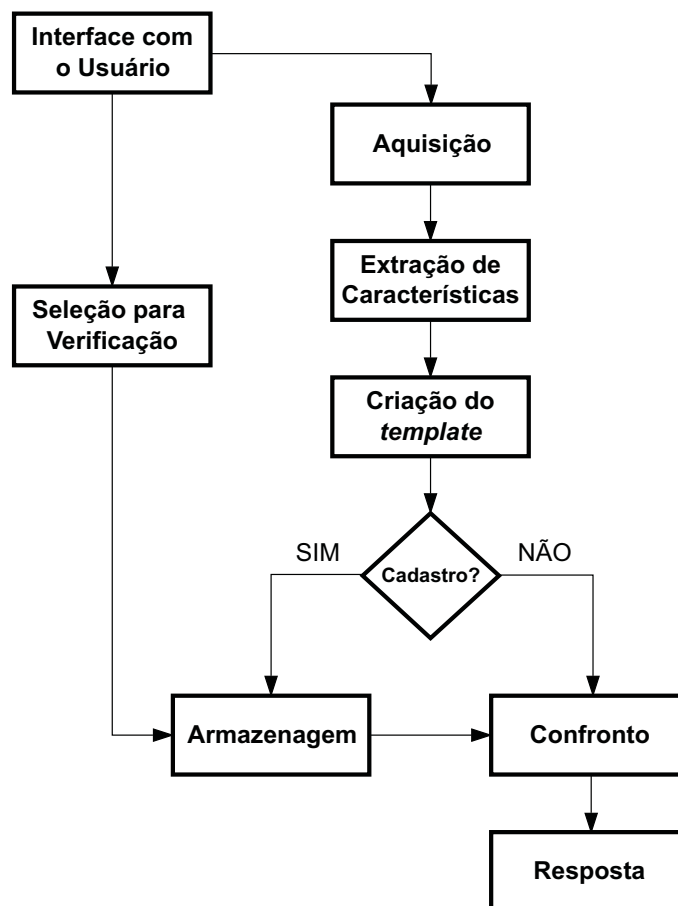 Interface com
o Usuário
Aquisição
Extração de
Características
Seleção para
Verificação
Criação do
template
SIM
NÃO
Cadastro?
Armazenagem
Confronto
Resposta